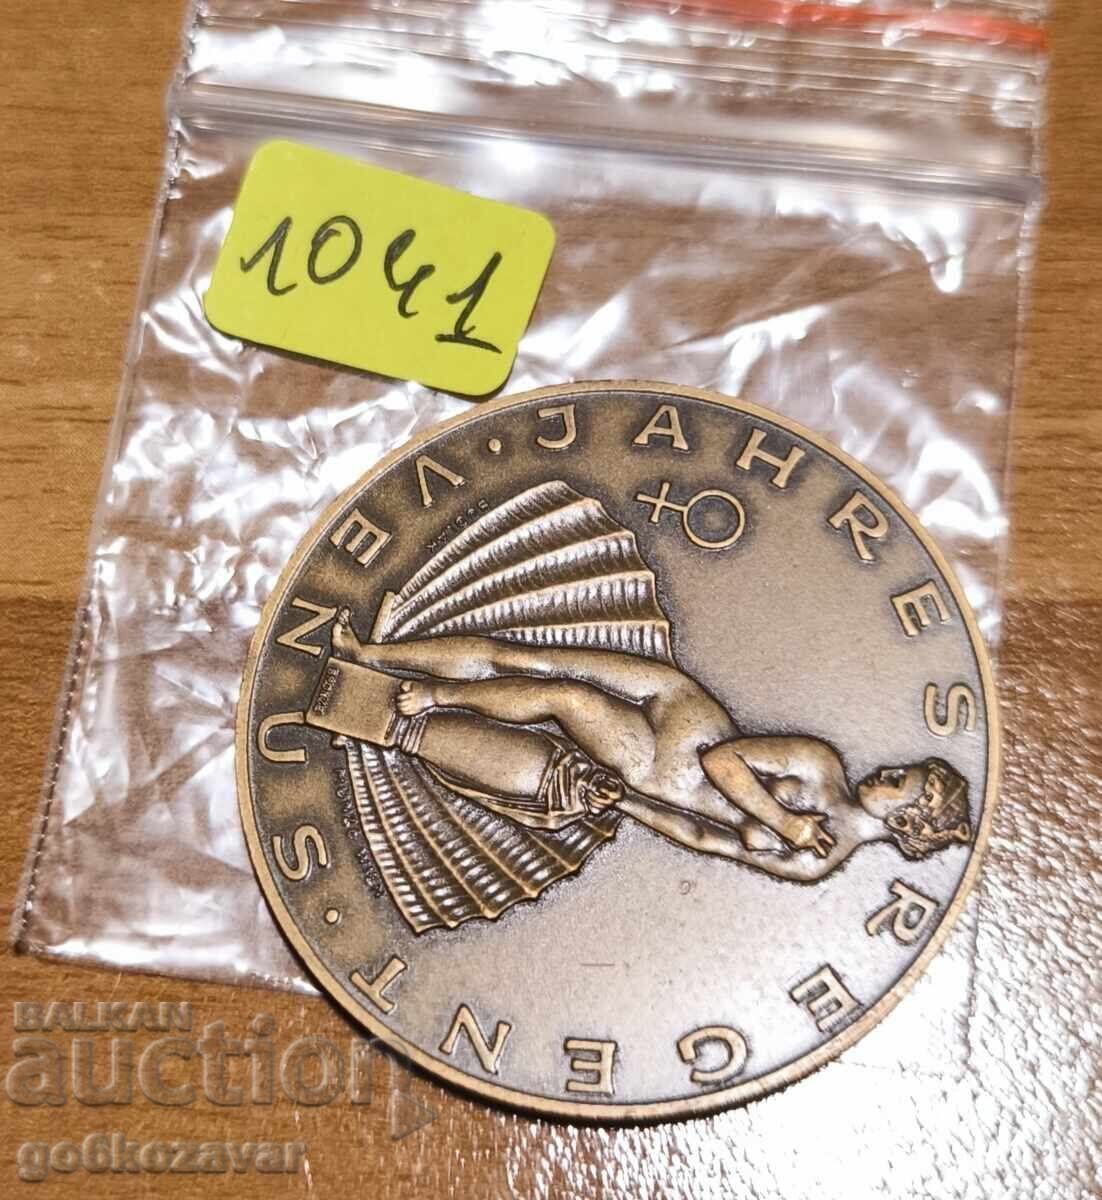 1041
JAHRESREGENT · VENUS ·
BALKAN
auction
go6kozavar